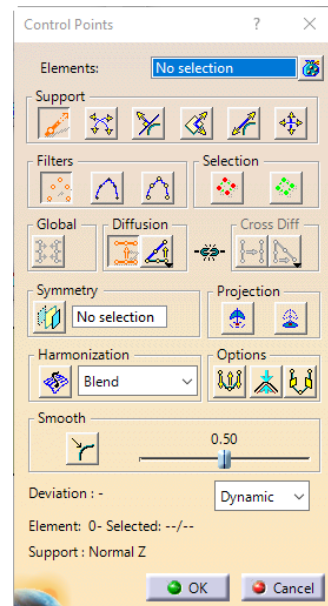 Control Points
?
Elements: No selection
Support
Filters Selection
Global Diffusion Cross Diff
Symmetry Projection
No selection
Harmonization Options
Blend
Smooth
0.50
Deviation : - Dynamic
Element: 0- Selected: --/--
Support : Normal Z
OK Cancel